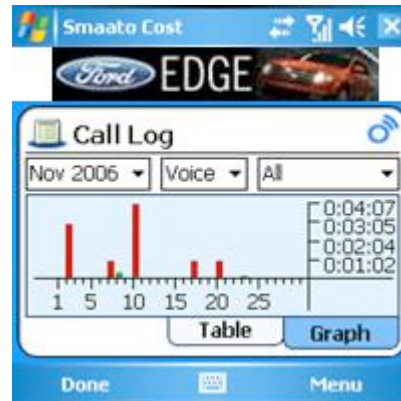 Smaato Cost
Ford EDGE
Call Log
Nov 2006 Voice All
0:04:07
0:03:05
0:02:04
0:01:02
1 5 10 15 20 25
Table Graph
Done Menu